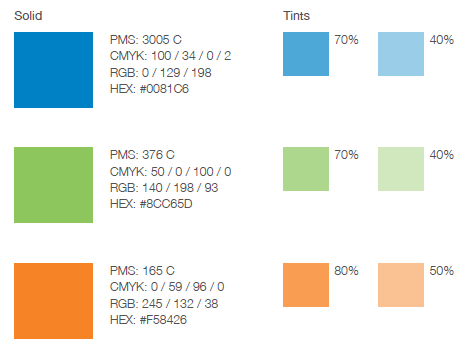 Solid
Tints
PMS: 3005 C
CMYK: 100 / 34 / 0 / 2
RGB: 0 / 129 / 198
HEX: #0081C6
70%
40%
PMS: 376 C
CMYK: 50 / 0 / 100 / 0
RGB: 140 / 198 / 93
HEX: #8CC65D
70%
40%
PMS: 165 C
CMYK: 0 / 59 / 96 / 0
RGB: 245 / 132 / 38
HEX: #F58426
80%
50%